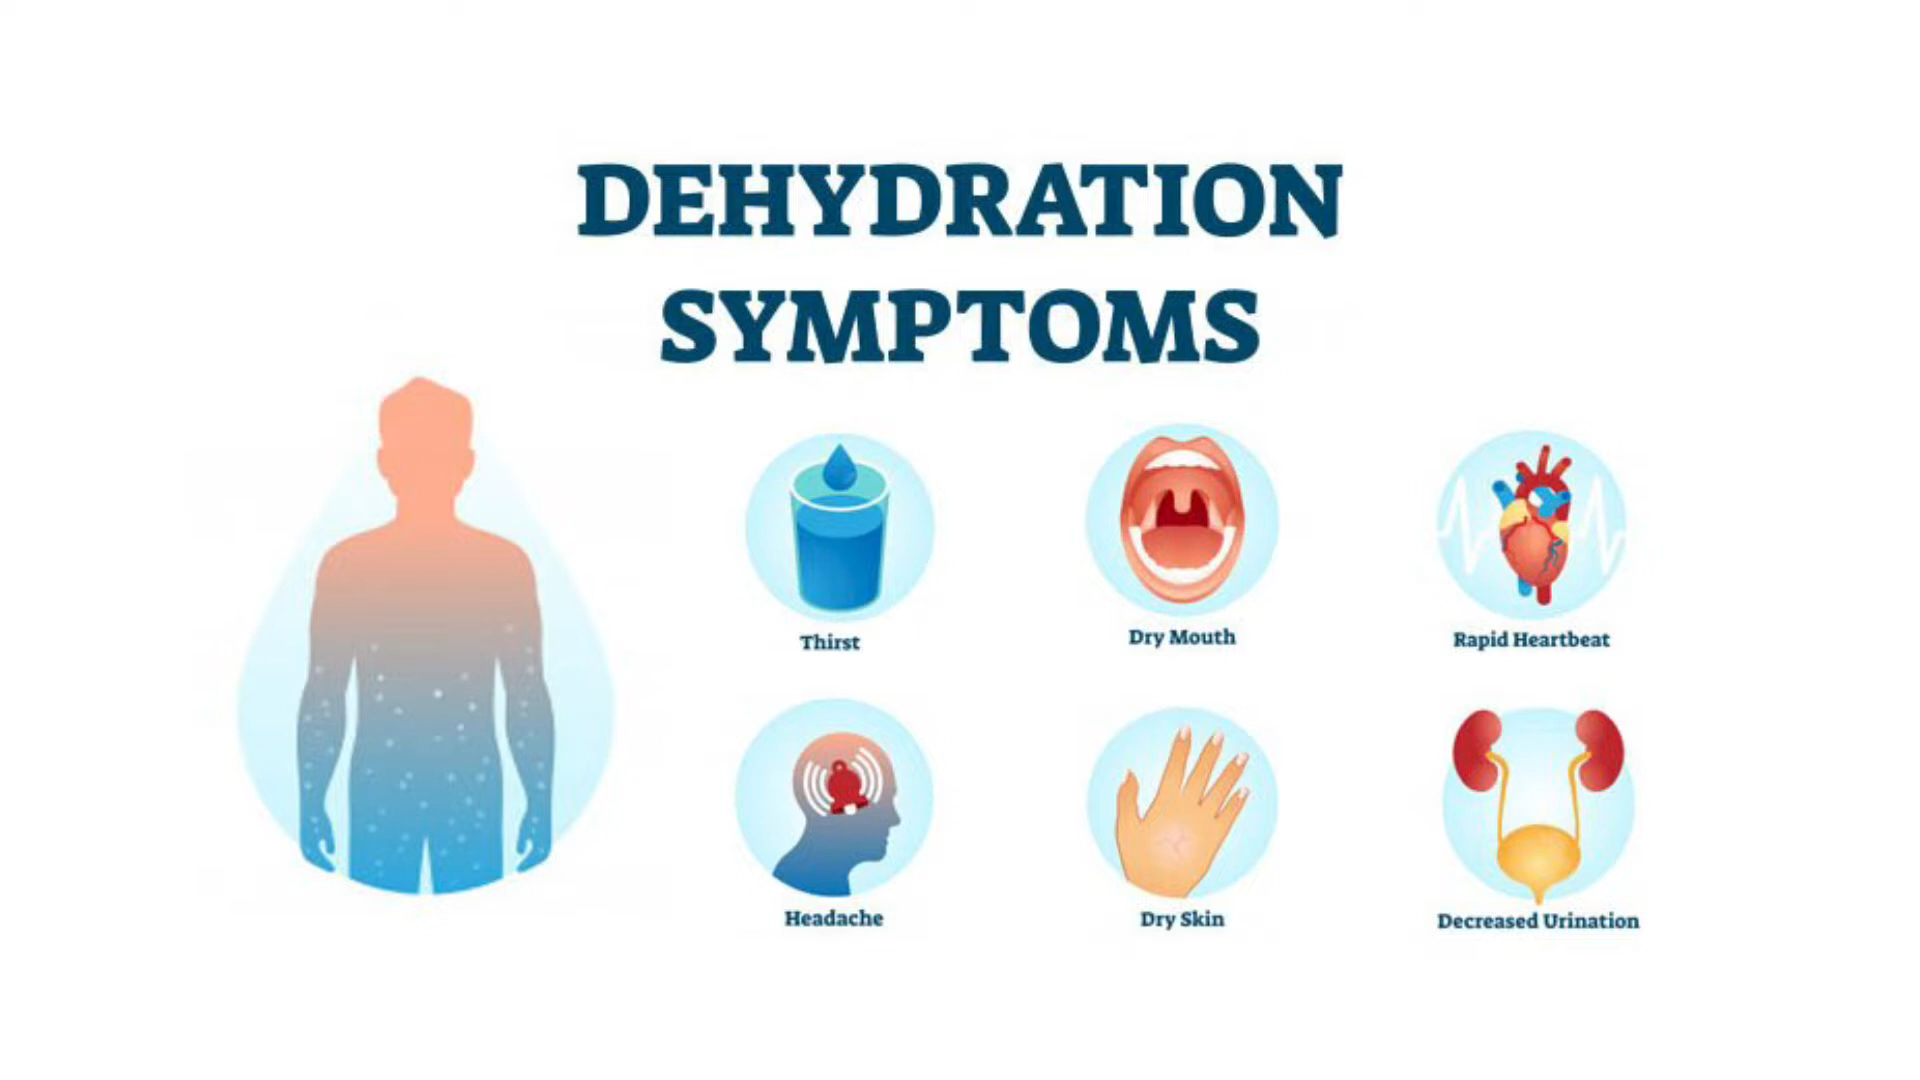 DEHYDRATION
SYMPTOMS
Thirst
Dry Mouth
Rapid Heartbeat
Headache
Dry Skin
Decreased Urination